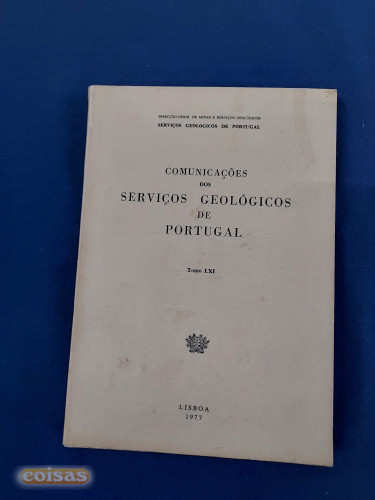 DIRECÇÃO-GERAL DE MINAS E SERVIÇOS GEOLÓGICOS
SERVIÇOS GEOLÓGICOS DE PORTUGAL
COMUNICAÇÕES
DOS
SERVIÇOS GEOLÓGICOS
DE
PORTUGAL
Tomo LXI
LISBOA
1977
coisas